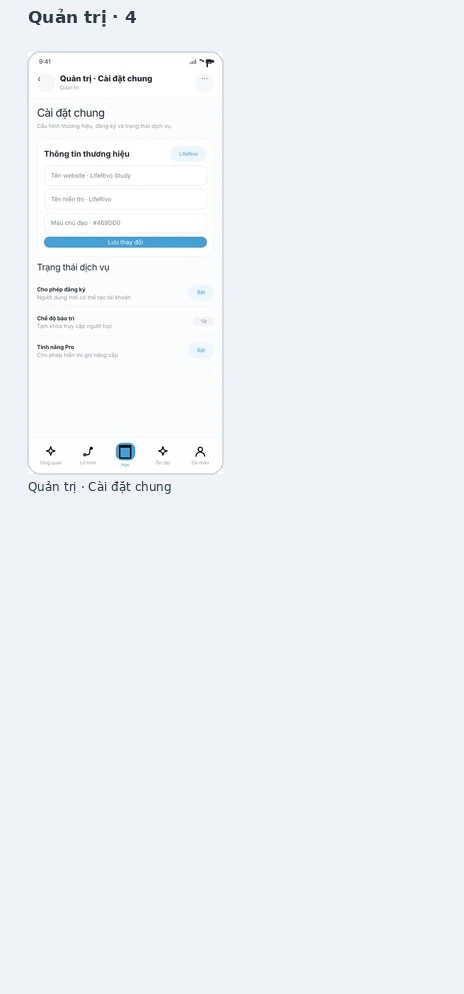 Quản trị · 4
9:41
Quản trị · Cài đặt chung
Quản trị
Cài đặt chung
Cấu hình thương hiệu, đăng ký và trạng thái dịch vụ.
Thông tin thương hiệu
LifeRivo
Tên website · LifeRivo Study
Tên hiển thị · LifeRivo
Màu chủ đạo · #469DD0
Lưu thay đổi
Trạng thái dịch vụ
Cho phép đăng ký
Người dùng mới có thể tạo tài khoản
Bật
Chế độ bảo trì
Tạm khóa truy cập người học
Tắt
Tính năng Pro
Cho phép hiển thị gói nâng cấp
Bật
Tổng quan
Lộ trình
Học
Ôn tập
Cá nhân
Quản trị · Cài đặt chung